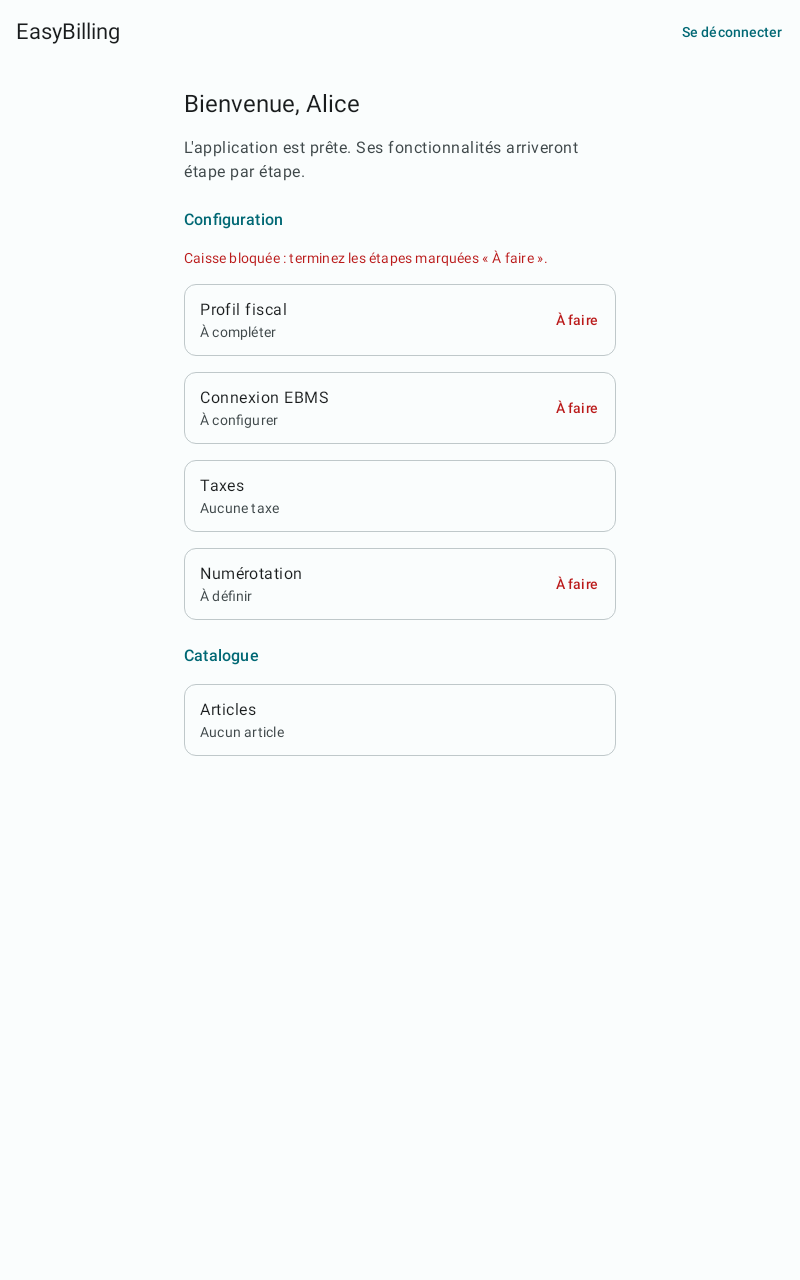 EasyBilling
Se déconnecter
Bienvenue, Alice
L'application est prête. Ses fonctionnalités arriveront
étape par étape.
Configuration
Caisse bloquée : terminez les étapes marquées « À faire ».
Profil fiscal
À compléter
À faire
Connexion EBMS
À configurer
À faire
Taxes
Aucune taxe
Numérotation
À définir
À faire
Catalogue
Articles
Aucun article